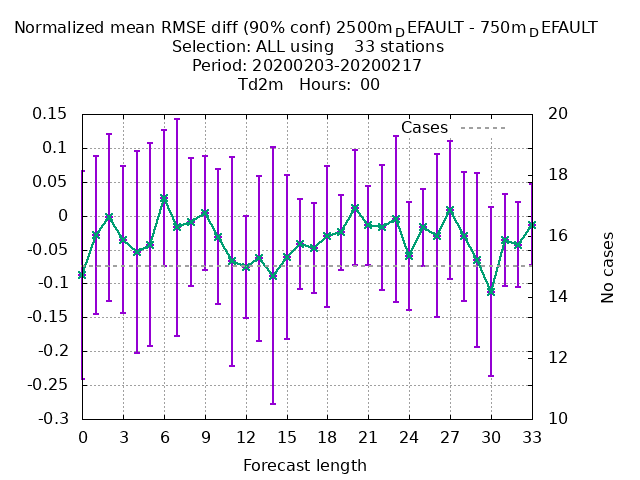 Normalized mean RMSE diff (90% conf) 2500m_DEFAULT - 750m_DEFAULT
Selection: ALL using 33 stations
Period: 20200203-20200217
Td2m Hours: 00
0.15 20
Cases
0.1
0.05 18
0
16
-0.05
-0.1
14
-0.15
-0.2 12
-0.25
-0.3 10
No cases
0 3 6 9 12 15 18 21 24 27 30 33
Forecast length